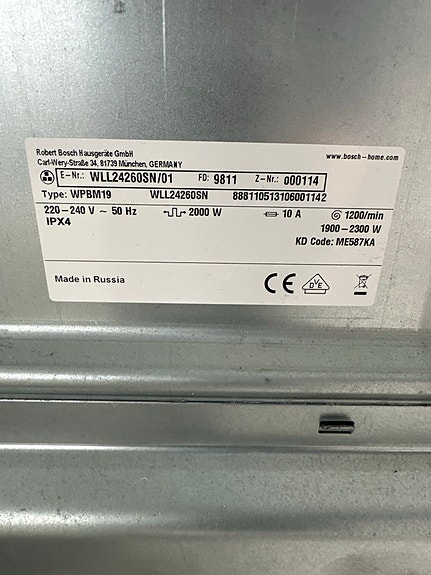 Robert Bosch Hausgeräte GmbH
Carl-Wery-Straße 34, 81739 München, GERMANY
www.bosch-home.com
E-Nr.: WLL24260SN/01 FD: 9811 Z-Nr.: 000114
Type: WPBM19 WLL24260SN 888110513106001142
220-240 V ~ 50 Hz 2000 W 10 A 1200/min
IPX4 1900-2300 W
KD Code: ME587KA
Made in Russia CE DVE